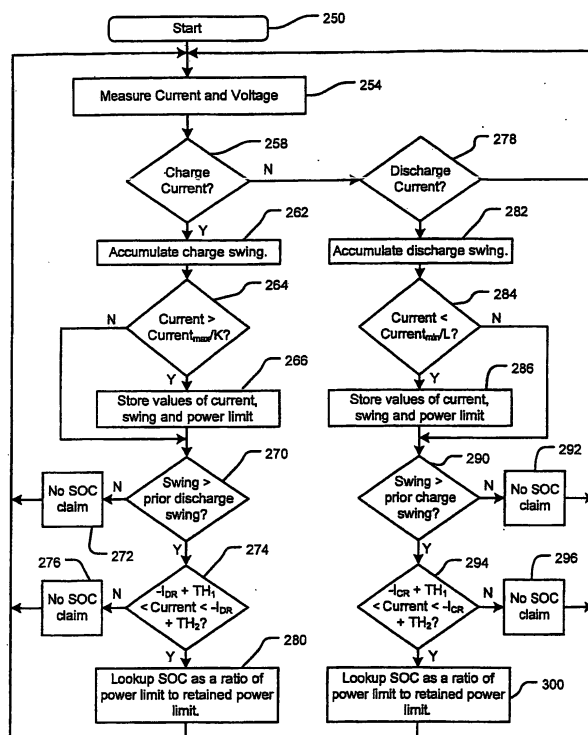 Start
250
Measure Current and Voltage
254
258
278
Charge
Current?
N
Discharge
Current?
Y
262
282
Accumulate charge swing.
Accumulate discharge swing.
264
284
N
Current >
Currentmax/K?
Current <
Currentmin/L?
N
Y
266
Y
286
Store values of current,
swing and power limit
Store values of current,
swing and power limit
270
290
292
No SOC
claim
N
Swing >
prior discharge
swing?
Swing >
prior charge
swing?
N
No SOC
claim
272
276
Y
274
Y
294
296
No SOC
claim
N
-IDR + TH1
< Current < -IDR
+ TH2?
-ICR + TH1
< Current < -ICR
+ TH2?
N
No SOC
claim
Y
280
Y
Lookup SOC as a ratio of
power limit to retained power
limit.
Lookup SOC as a ratio of
power limit to retained power
limit.
300